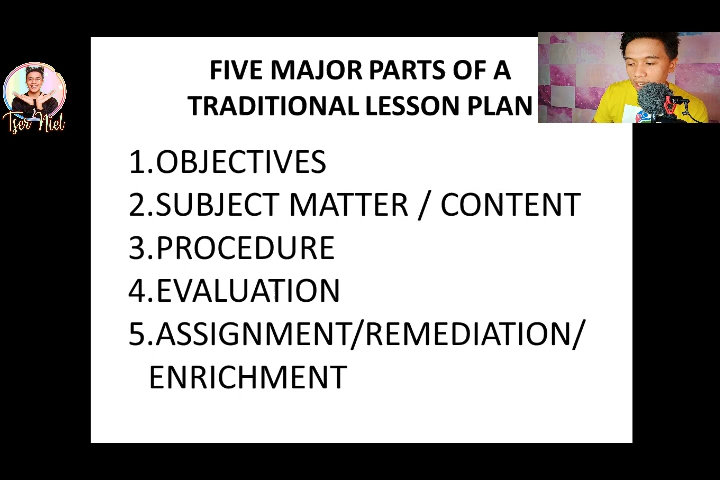 FIVE MAJOR PARTS OF A
TRADITIONAL LESSON PLAN
1.OBJECTIVES
2.SUBJECT MATTER / CONTENT
3.PROCEDURE
4.EVALUATION
5.ASSIGNMENT/REMEDIATION/
ENRICHMENT
Tser Niel